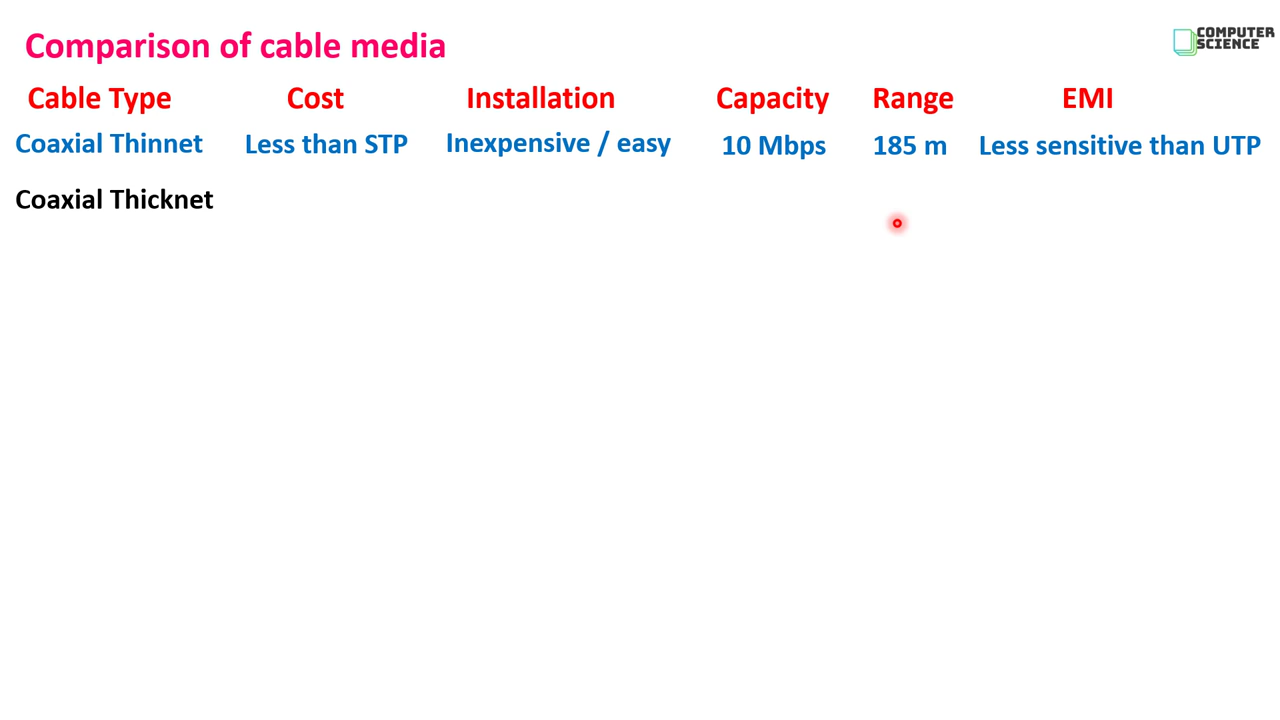 Comparison of cable media
COMPUTER
SCIENCE
Cable Type Cost Installation Capacity Range EMI
Coaxial Thinnet Less than STP Inexpensive / easy 10 Mbps 185 m Less sensitive than UTP
Coaxial Thicknet